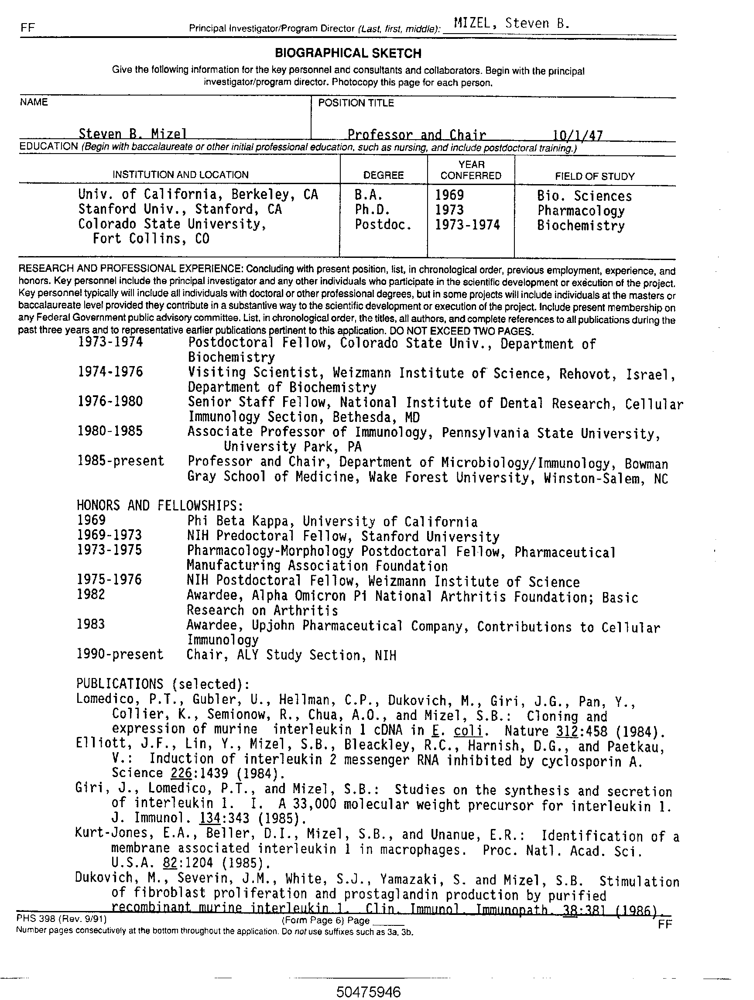 FF
Principal Investigator/Program Director (Last, first, middle): MIZEL, Steven B.
BIOGRAPHICAL SKETCH
Give the following information for the key personnel and consultants and collaborators. Begin with the principal
investigator/program director. Photocopy this page for each person.
NAME POSITION TITLE
Steven B. Mizel Professor and Chair 10/1/47
EDUCATION (Begin with baccalaureate or other initial professional education, such as nursing, and include postdoctoral training.)
INSTITUTION AND LOCATION DEGREE YEAR CONFERRED FIELD OF STUDY
Univ. of California, Berkeley, CA B.A. 1969 Bio. Sciences
Stanford Univ., Stanford, CA Ph.D. 1973 Pharmacology
Colorado State University, Postdoc. 1973-1974 Biochemistry
Fort Collins, CO
RESEARCH AND PROFESSIONAL EXPERIENCE: Concluding with present position, list, in chronological order, previous employment, experience, and
honors. Key personnel include the principal investigator and any other individuals who participate in the scientific development or execution of the project.
Key personnel typically will include all individuals with doctoral or other professional degrees, but in some projects will include individuals at the masters or
baccalaureate level provided they contribute in a substantive way to the scientific development or execution of the project. Include present membership on
any Federal Government public advisory committee. List, in chronological order, the titles, all authors, and complete references to all publications during the
past three years and to representative earlier publications pertinent to this application. DO NOT EXCEED TWO PAGES.
1973-1974 Postdoctoral Fellow, Colorado State Univ., Department of
Biochemistry
1974-1976 Visiting Scientist, Weizmann Institute of Science, Rehovot, Israel,
Department of Biochemistry
1976-1980 Senior Staff Fellow, National Institute of Dental Research, Cellular
Immunology Section, Bethesda, MD
1980-1985 Associate Professor of Immunology, Pennsylvania State University,
University Park, PA
1985-present Professor and Chair, Department of Microbiology/Immunology, Bowman
Gray School of Medicine, Wake Forest University, Winston-Salem, NC
HONORS AND FELLOWSHIPS:
1969 Phi Beta Kappa, University of California
1969-1973 NIH Predoctoral Fellow, Stanford University
1973-1975 Pharmacology-Morphology Postdoctoral Fellow, Pharmaceutical
Manufacturing Association Foundation
1975-1976 NIH Postdoctoral Fellow, Weizmann Institute of Science
1982 Awardee, Alpha Omicron Pi National Arthritis Foundation; Basic
Research on Arthritis
1983 Awardee, Upjohn Pharmaceutical Company, Contributions to Cellular
Immunology
1990-present Chair, ALY Study Section, NIH
PUBLICATIONS (selected):
Lomedico, P.T., Gubler, U., Hellman, C.P., Dukovich, M., Giri, J.G., Pan, Y.,
Collier, K., Semionow, R., Chua, A.O., and Mizel, S.B.: Cloning and
expression of murine interleukin 1 cDNA in E. coli. Nature 312:458 (1984).
Elliott, J.F., Lin, Y., Mizel, S.B., Bleackley, R.C., Harnish, D.G., and Paetkau,
V.: Induction of interleukin 2 messenger RNA inhibited by cyclosporin A.
Science 226:1439 (1984).
Giri, J., Lomedico, P.T., and Mizel, S.B.: Studies on the synthesis and secretion
of interleukin 1. I. A 33,000 molecular weight precursor for interleukin 1.
J. Immunol. 134:343 (1985).
Kurt-Jones, E.A., Beller, D.I., Mizel, S.B., and Unanue, E.R.: Identification of a
membrane associated interleukin 1 in macrophages. Proc. Natl. Acad. Sci.
U.S.A. 82:1204 (1985).
Dukovich, M., Severin, J.M., White, S.J., Yamazaki, S. and Mizel, S.B. Stimulation
of fibroblast proliferation and prostaglandin production by purified
recombinant murine interleukin 1. Clin. Immunol. Immunopath. 38:381 (1986).
PHS 398 (Rev. 9/91) (Form Page 6) Page FF
Number pages consecutively at the bottom throughout the application. Do not use suffixes such as 3a, 3b.
50475946